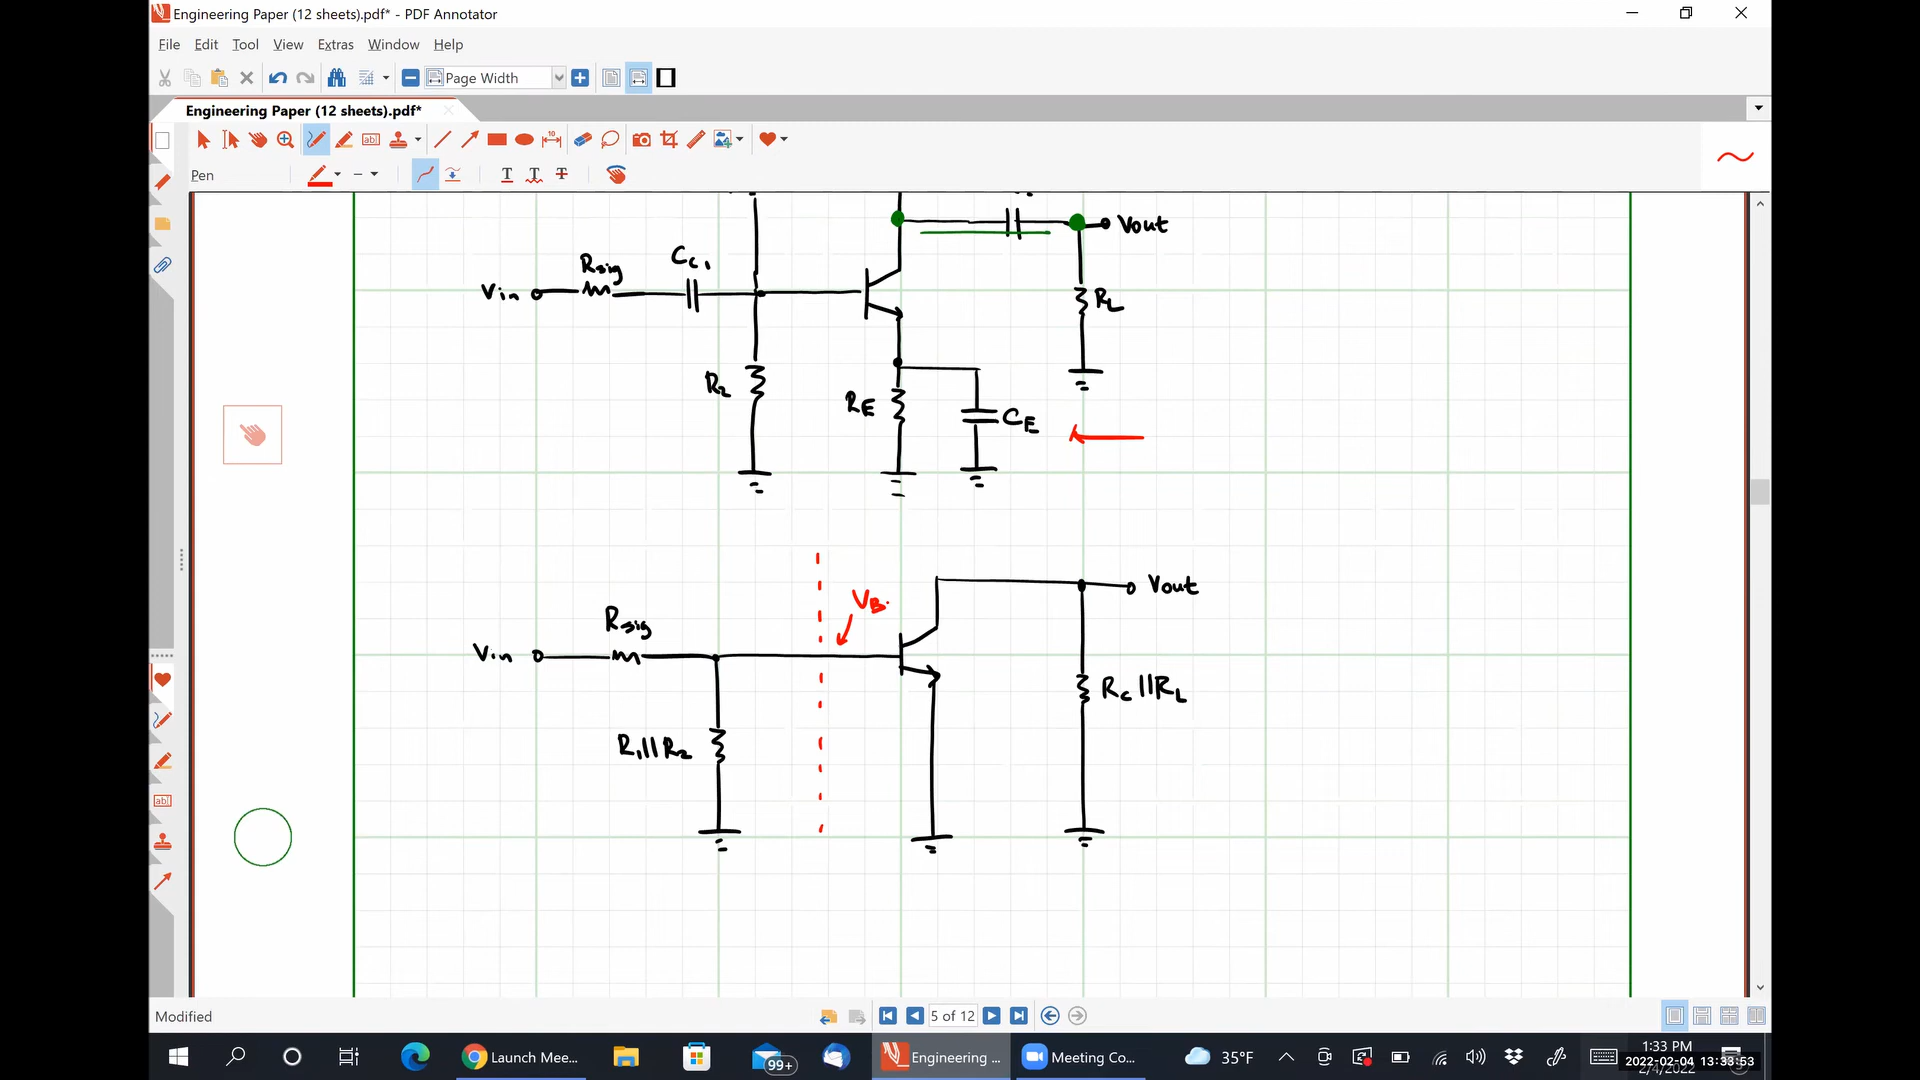 Engineering Paper (12 sheets).pdf* - PDF Annotator
File Edit Tool View Extras Window Help
Page Width
Engineering Paper (12 sheets).pdf*
Pen
Vout
Rsig
CC1
Vin
RL
R2
RE
CE
VB.
Vout
Rsig
Vin
RC||RL
R1||R2
Modified
5 of 12
Launch Mee...
99+
Engineering ...
Meeting Co...
35°F
1:33 PM
2022-02-04 13:33:53